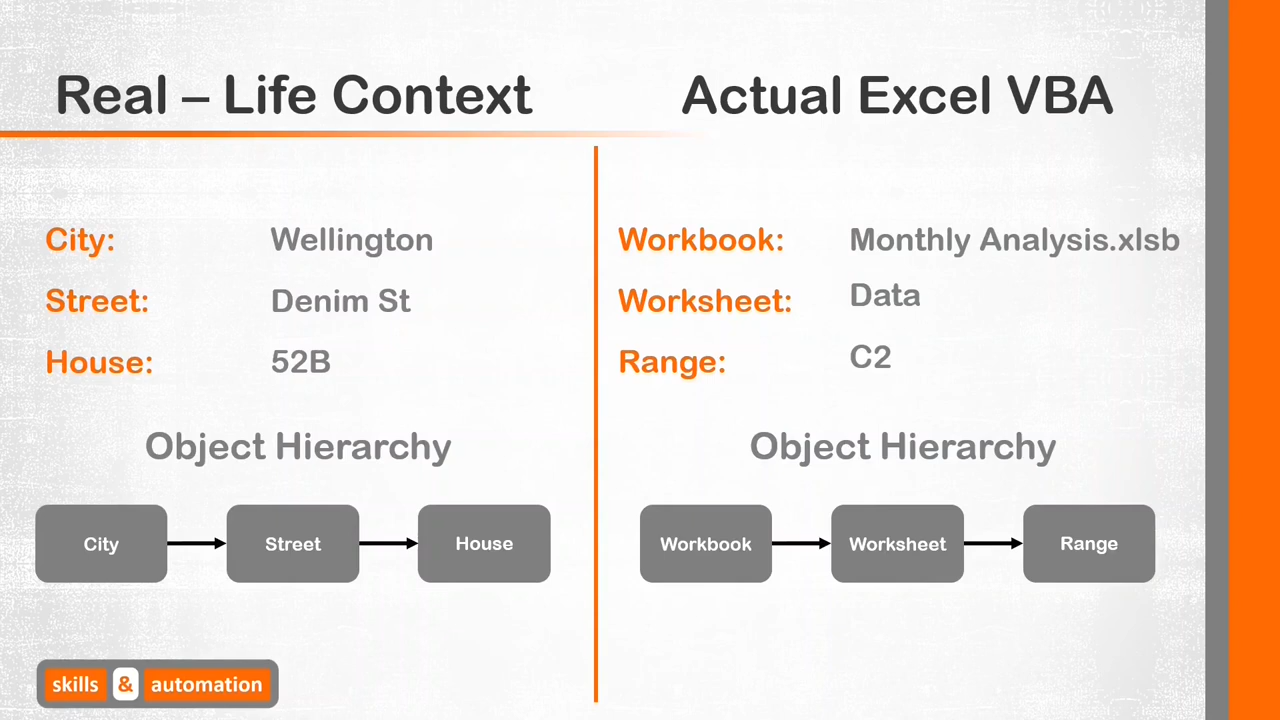 Real – Life Context
Actual Excel VBA
City: Wellington
Street: Denim St
House: 52B
Workbook: Monthly Analysis.xlsb
Worksheet: Data
Range: C2
Object Hierarchy
City
Street
House
Object Hierarchy
Workbook
Worksheet
Range
skills & automation